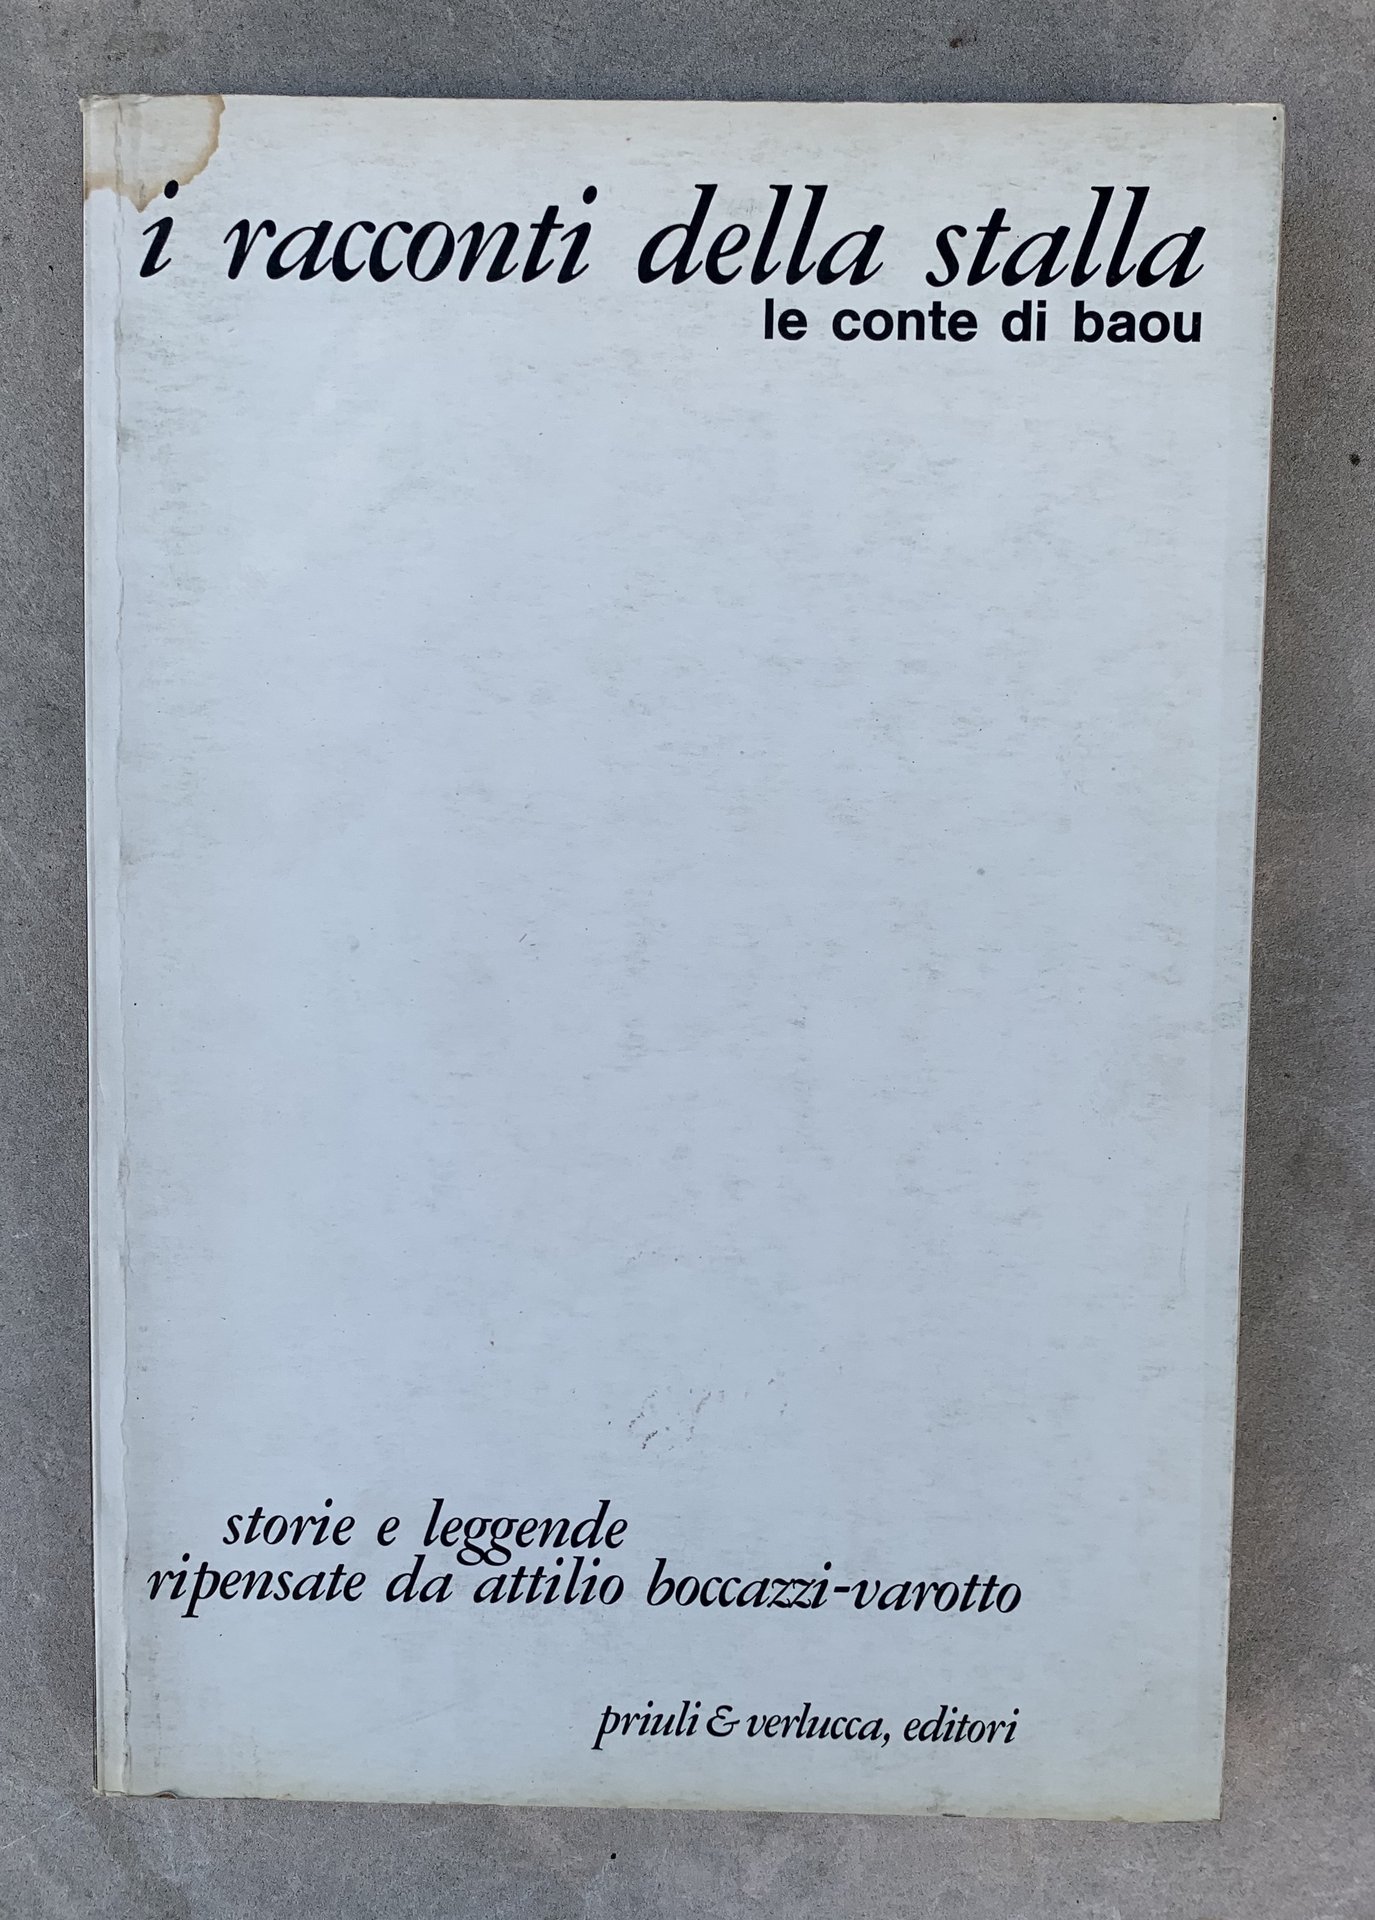 i racconti della stalla
le conte di baou
storie e leggende
ripensate da attilio boccazzi-varotto
priuli & verlucca, editori